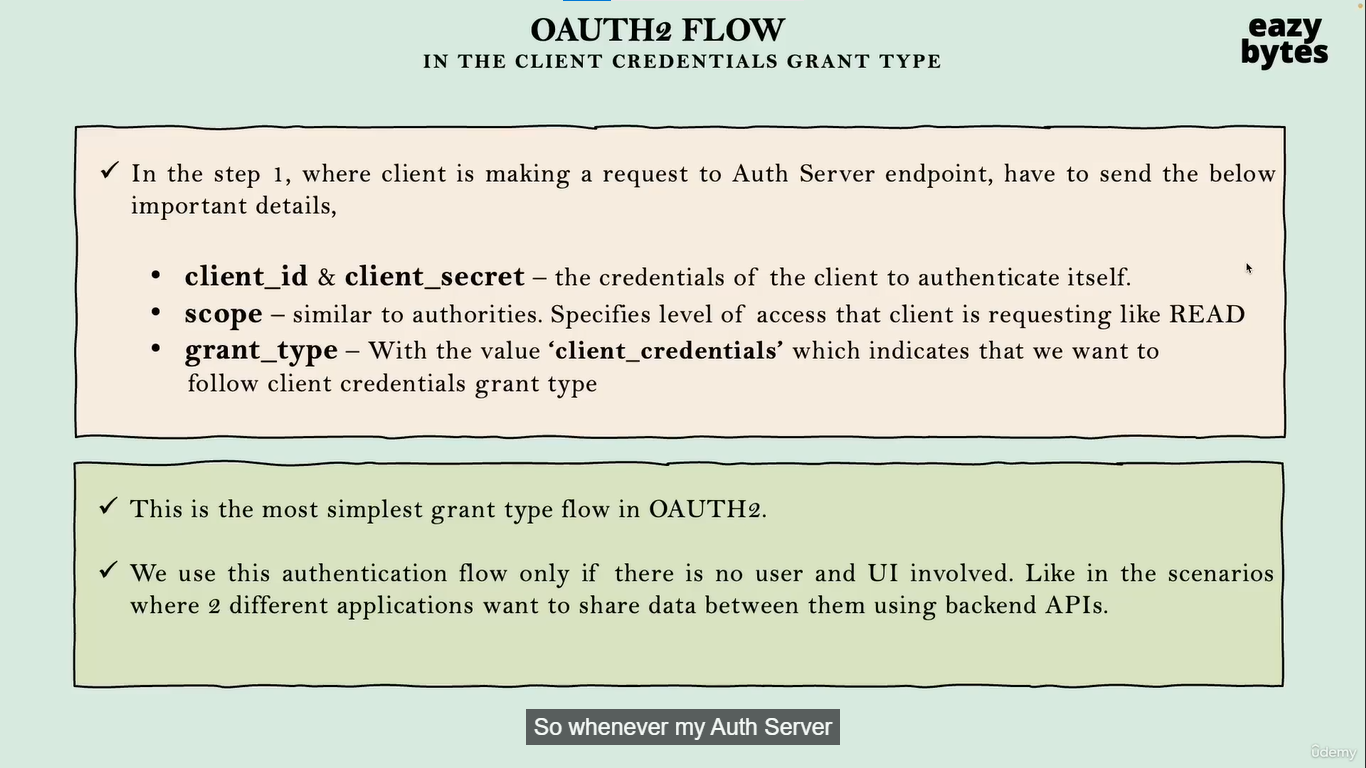 OAUTH2 FLOW
IN THE CLIENT CREDENTIALS GRANT TYPE
eazy
bytes
✓ In the step 1, where client is making a request to Auth Server endpoint, have to send the below
important details,
• client_id & client_secret – the credentials of the client to authenticate itself.
• scope – similar to authorities. Specifies level of access that client is requesting like READ
• grant_type – With the value ‘client_credentials’ which indicates that we want to
follow client credentials grant type
✓ This is the most simplest grant type flow in OAUTH2.
✓ We use this authentication flow only if there is no user and UI involved. Like in the scenarios
where 2 different applications want to share data between them using backend APIs.
So whenever my Auth Server
ûdemy